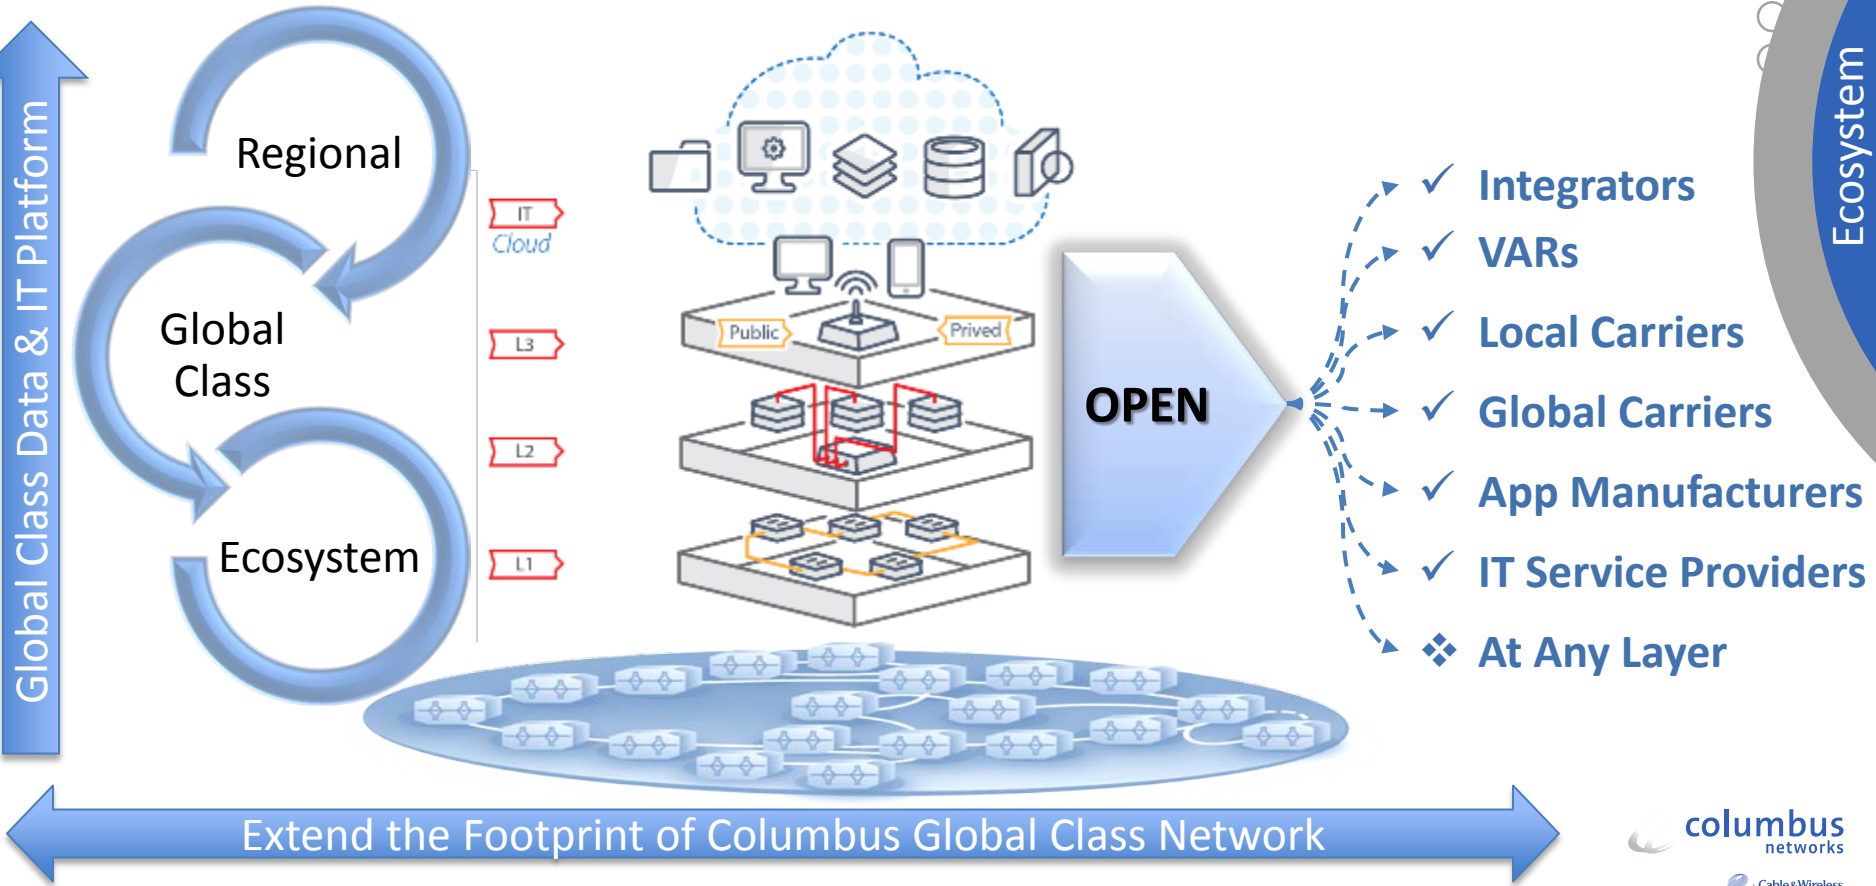 Global Class Data & IT Platform
Regional
Global
Class
Ecosystem
IT
Cloud
L3
L2
L1
Public
Prived
OPEN
✓ Integrators
✓ VARs
✓ Local Carriers
✓ Global Carriers
✓ App Manufacturers
✓ IT Service Providers
❖ At Any Layer
Ecosystem
Extend the Footprint of Columbus Global Class Network
columbus
networks
Cable&Wireless